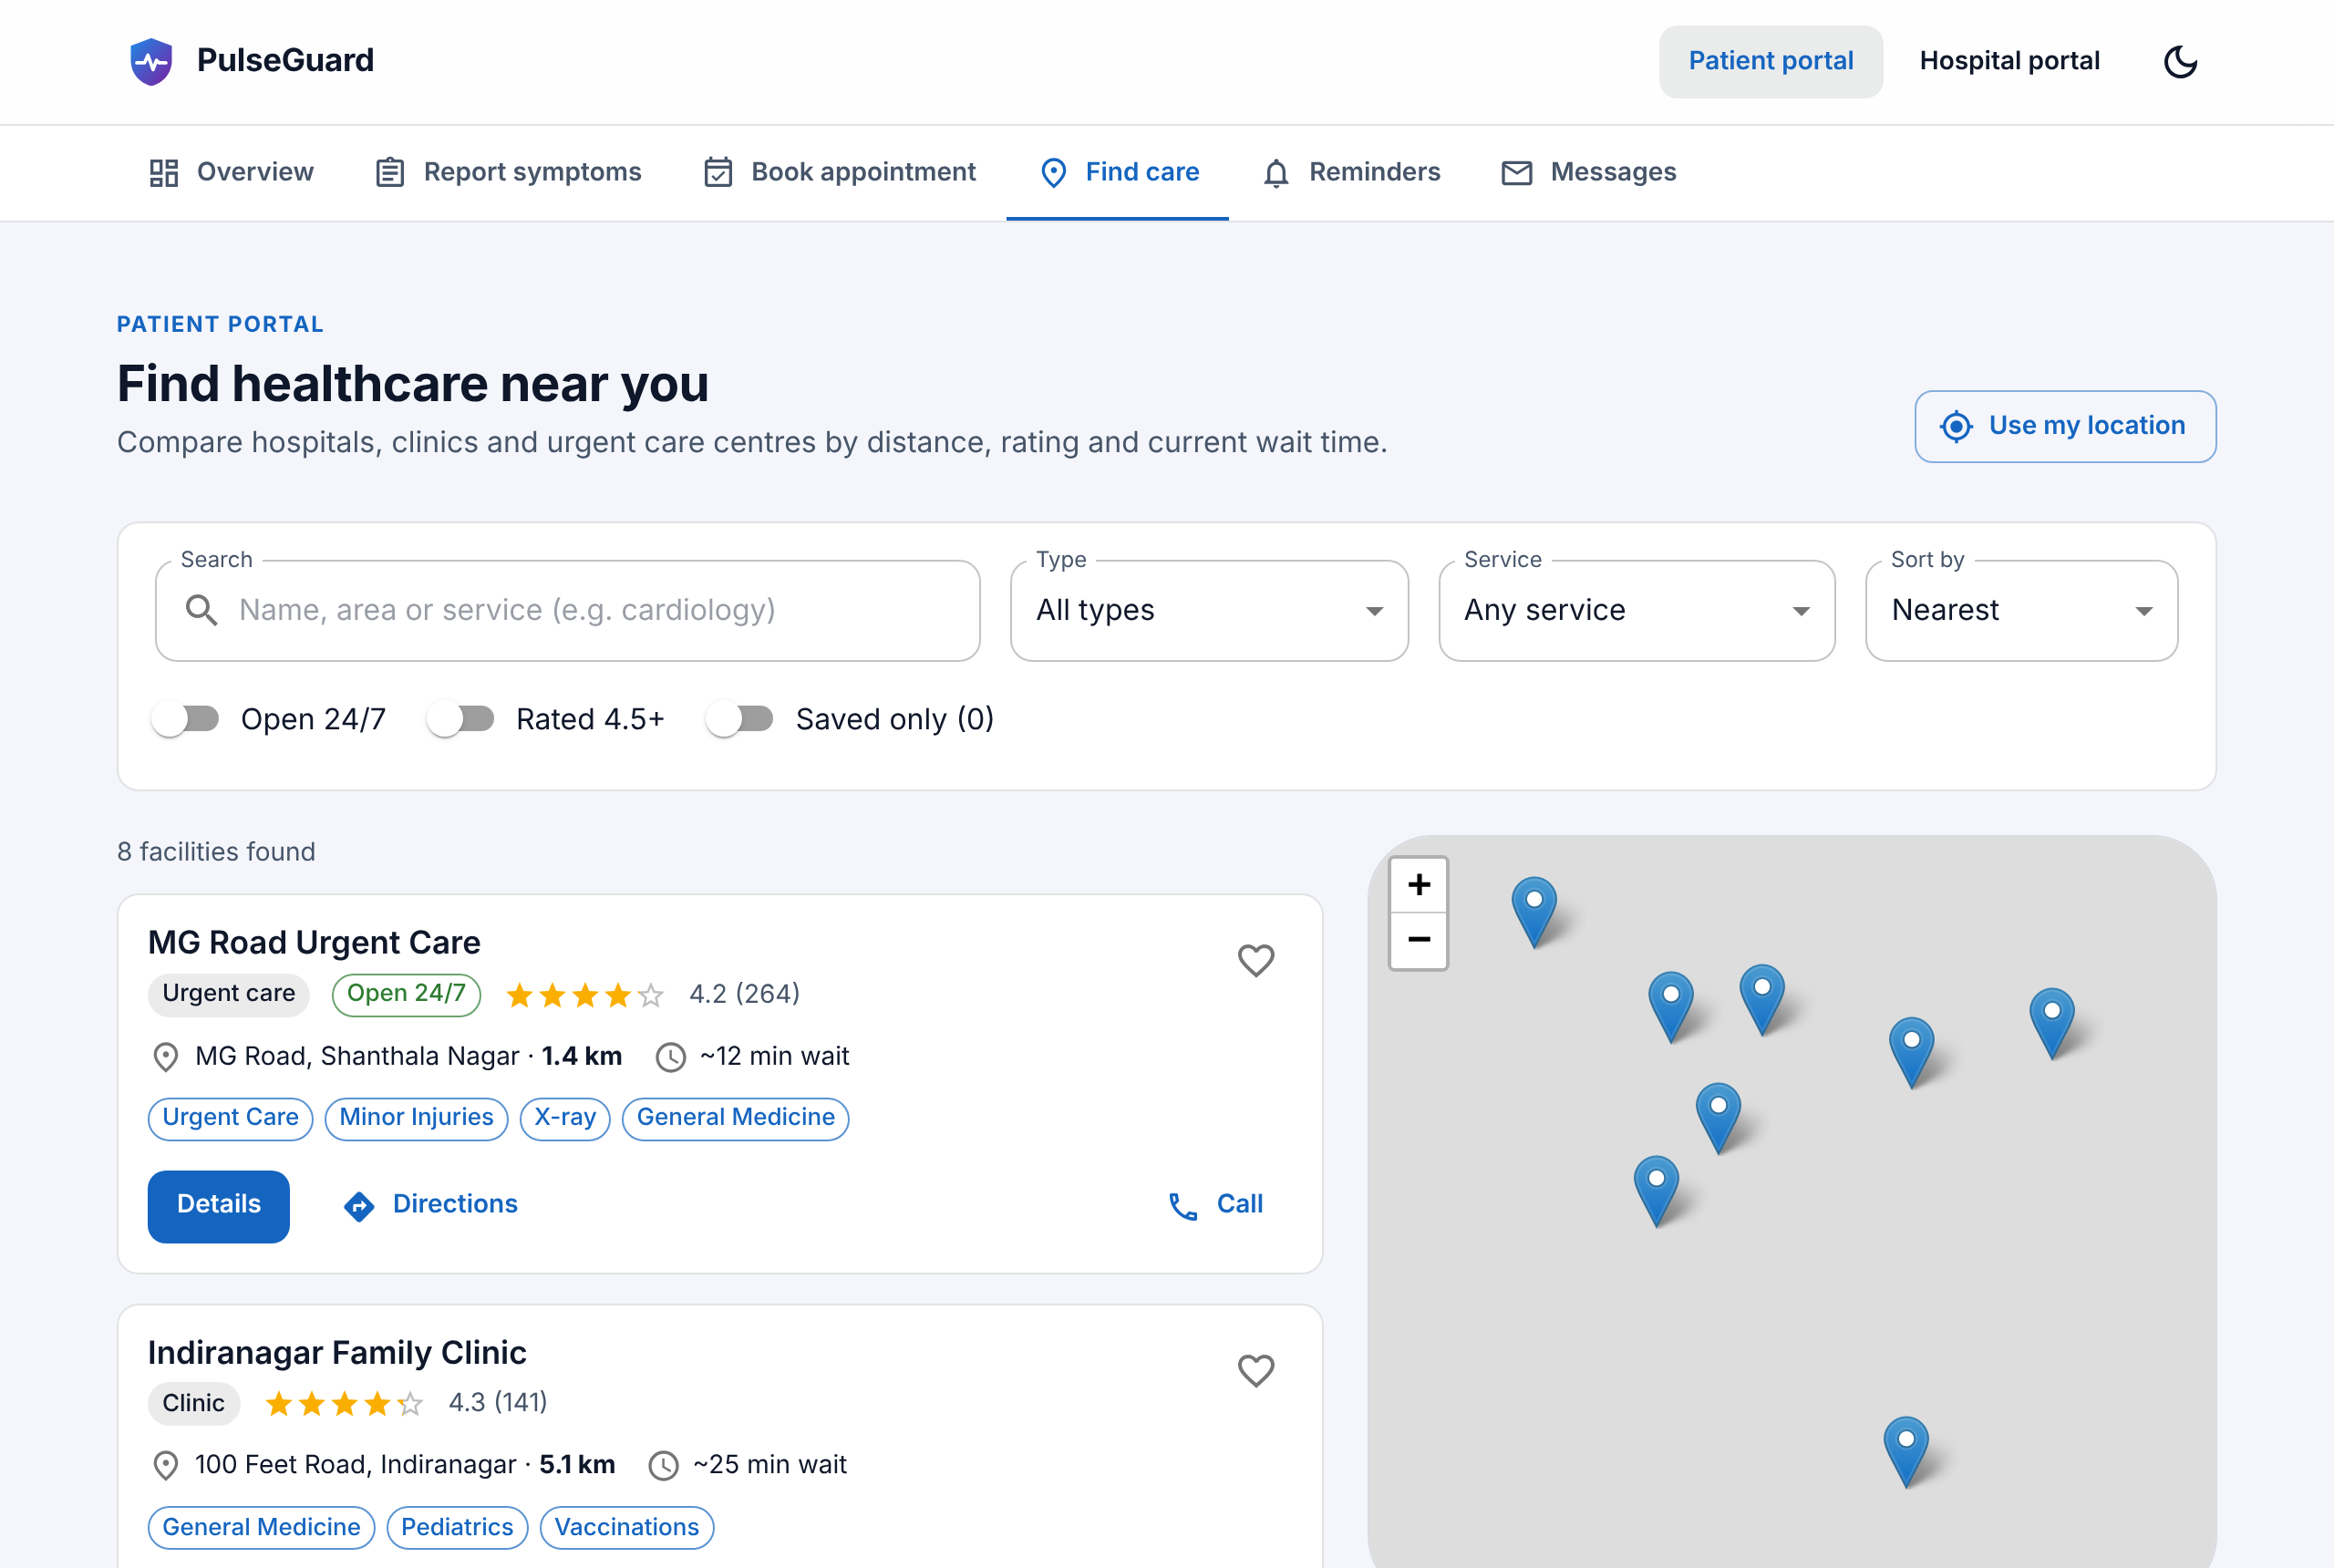 PulseGuard
Patient portal
Hospital portal
Overview
Report symptoms
Book appointment
Find care
Reminders
Messages
PATIENT PORTAL
Find healthcare near you
Compare hospitals, clinics and urgent care centres by distance, rating and current wait time.
Use my location
Search
Name, area or service (e.g. cardiology)
Type
All types
Service
Any service
Sort by
Nearest
Open 24/7
Rated 4.5+
Saved only (0)
8 facilities found
+
−
MG Road Urgent Care
Urgent care
Open 24/7
4.2 (264)
MG Road, Shanthala Nagar · 1.4 km
~12 min wait
Urgent Care
Minor Injuries
X-ray
General Medicine
Details
Directions
Call
Indiranagar Family Clinic
Clinic
4.3 (141)
100 Feet Road, Indiranagar · 5.1 km
~25 min wait
General Medicine
Pediatrics
Vaccinations